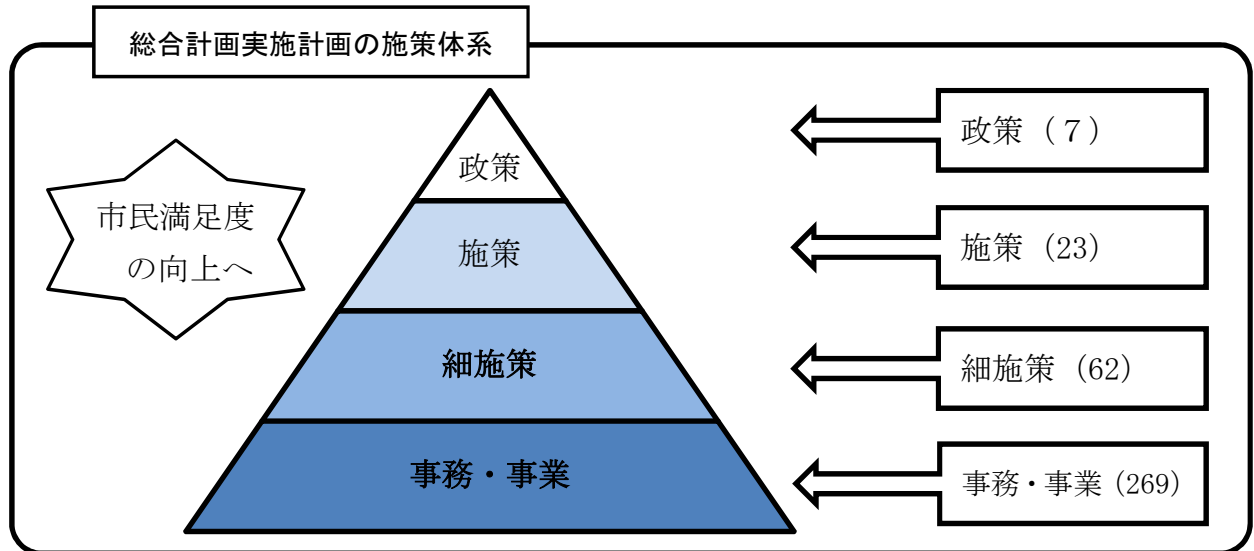 総合計画実施計画の施策体系
市民満足度
の向上へ
政策
施策
細施策
事務・事業
政策（７）
施策（23）
細施策（62）
事務・事業（269）